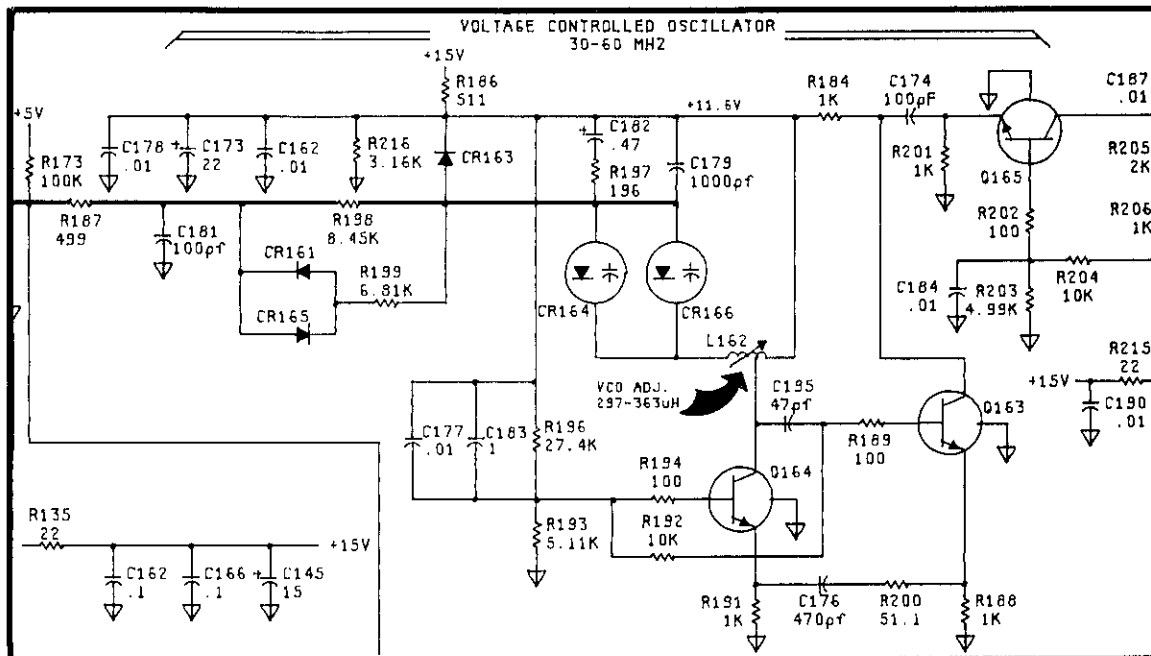 VOLTAGE CONTROLLED OSCILLATOR
30-60 MHZ
+15V
R186
511
R184
1K
C174
100pF
C187
.01
+5V
+11.6V
R173
100K
C178
.01
+
C173
22
C162
.01
R216
3.16K
CR163
+
C182
.47
R197
196
C179
1000pf
R201
1K
Q165
R205
2K
R187
499
C181
100pf
R198
8.45K
R202
100
R206
1K
CR161
R199
6.81K
CR165
CR164
CR166
C184
.01
R203
4.99K
R204
10K
L162
VCO ADJ.
297-363uH
C195
47pf
R215
22
+15V
C190
.01
C177
.01
C183
.1
R196
27.4K
R189
100
Q163
R194
100
Q164
R135
22
+15V
R193
5.11K
R192
10K
C162
.1
C166
.1
+
C145
15
R191
1K
C176
470pf
R200
51.1
R188
1K